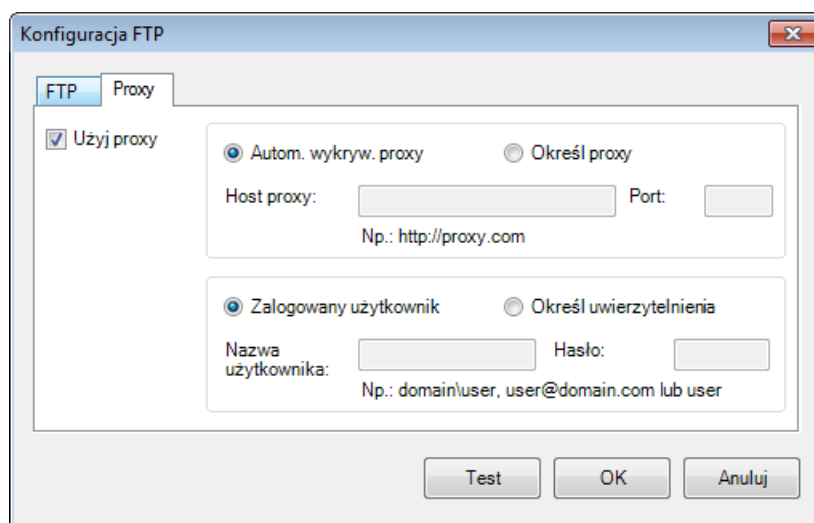 Konfiguracja FTP
FTP Proxy
Użyj proxy
Autom. wykryw. proxy Określ proxy
Host proxy: Port:
Np.: http://proxy.com
Zalogowany użytkownik Określ uwierzytelnienia
Nazwa
użytkownika:
Hasło:
Np.: domain\user, user@domain.com lub user
Test OK Anuluj